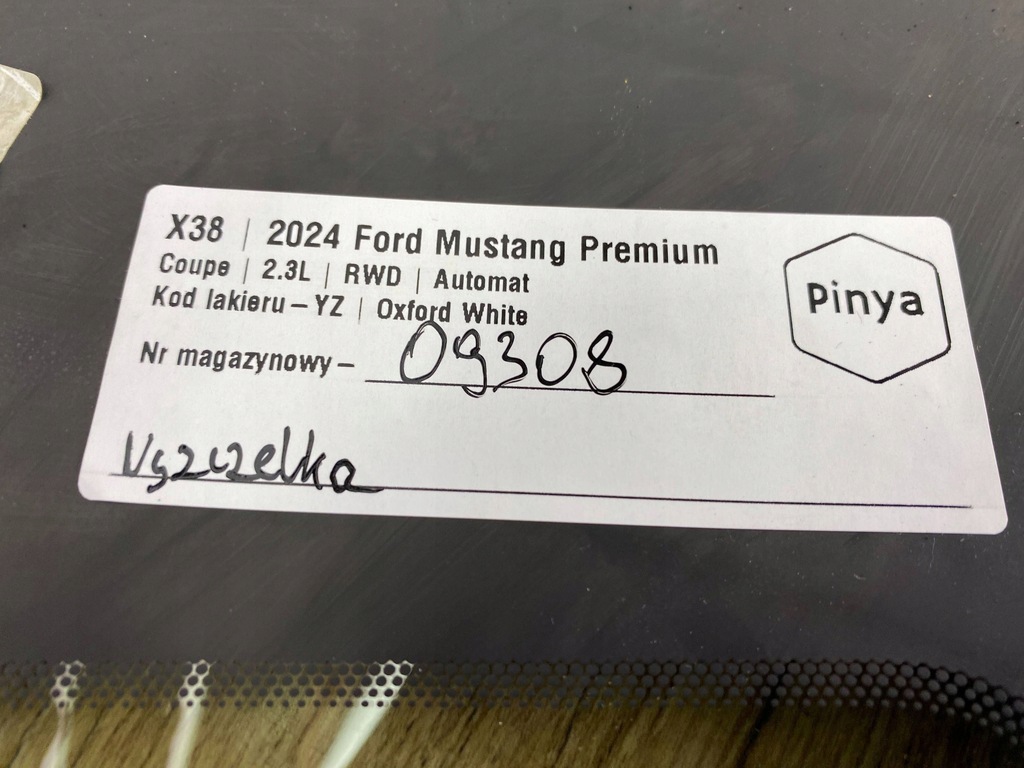 X38 | 2024 Ford Mustang Premium
Coupe | 2.3L | RWD | Automat
Kod lakieru – YZ | Oxford White
Nr magazynowy – 09308
Uszczelka
Pinya